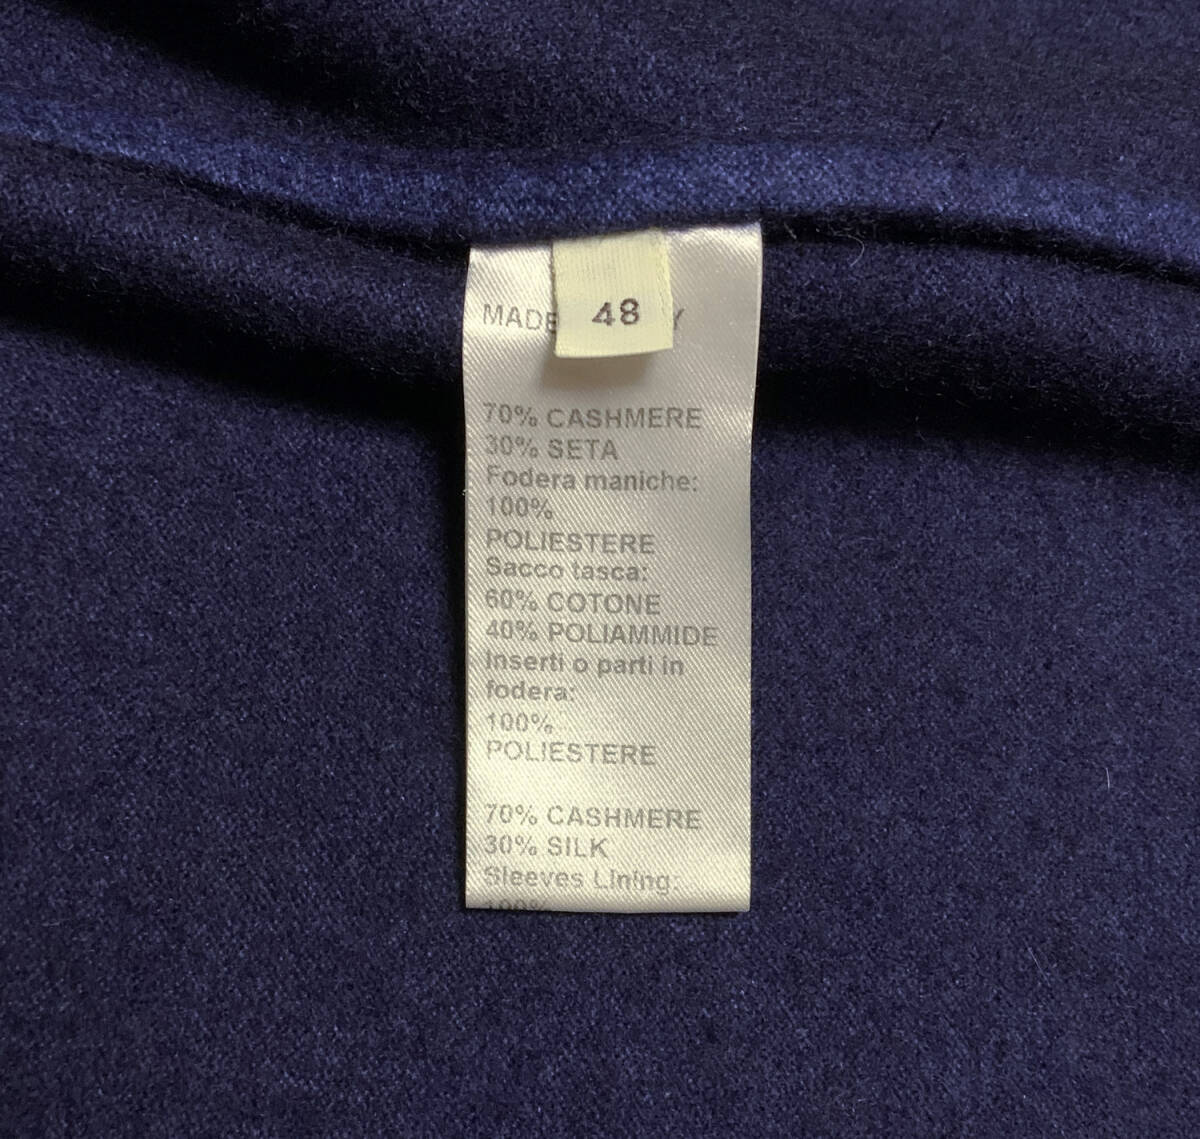 MADE
48
70% CASHMERE
30% SETA
Fodera maniche:
100%
POLIESTERE
Sacco tasca:
60% COTONE
40% POLIAMMIDE
Inserti o parti in
fodera:
100%
POLIESTERE
70% CASHMERE
30% SILK
Sleeves Lining:
100%